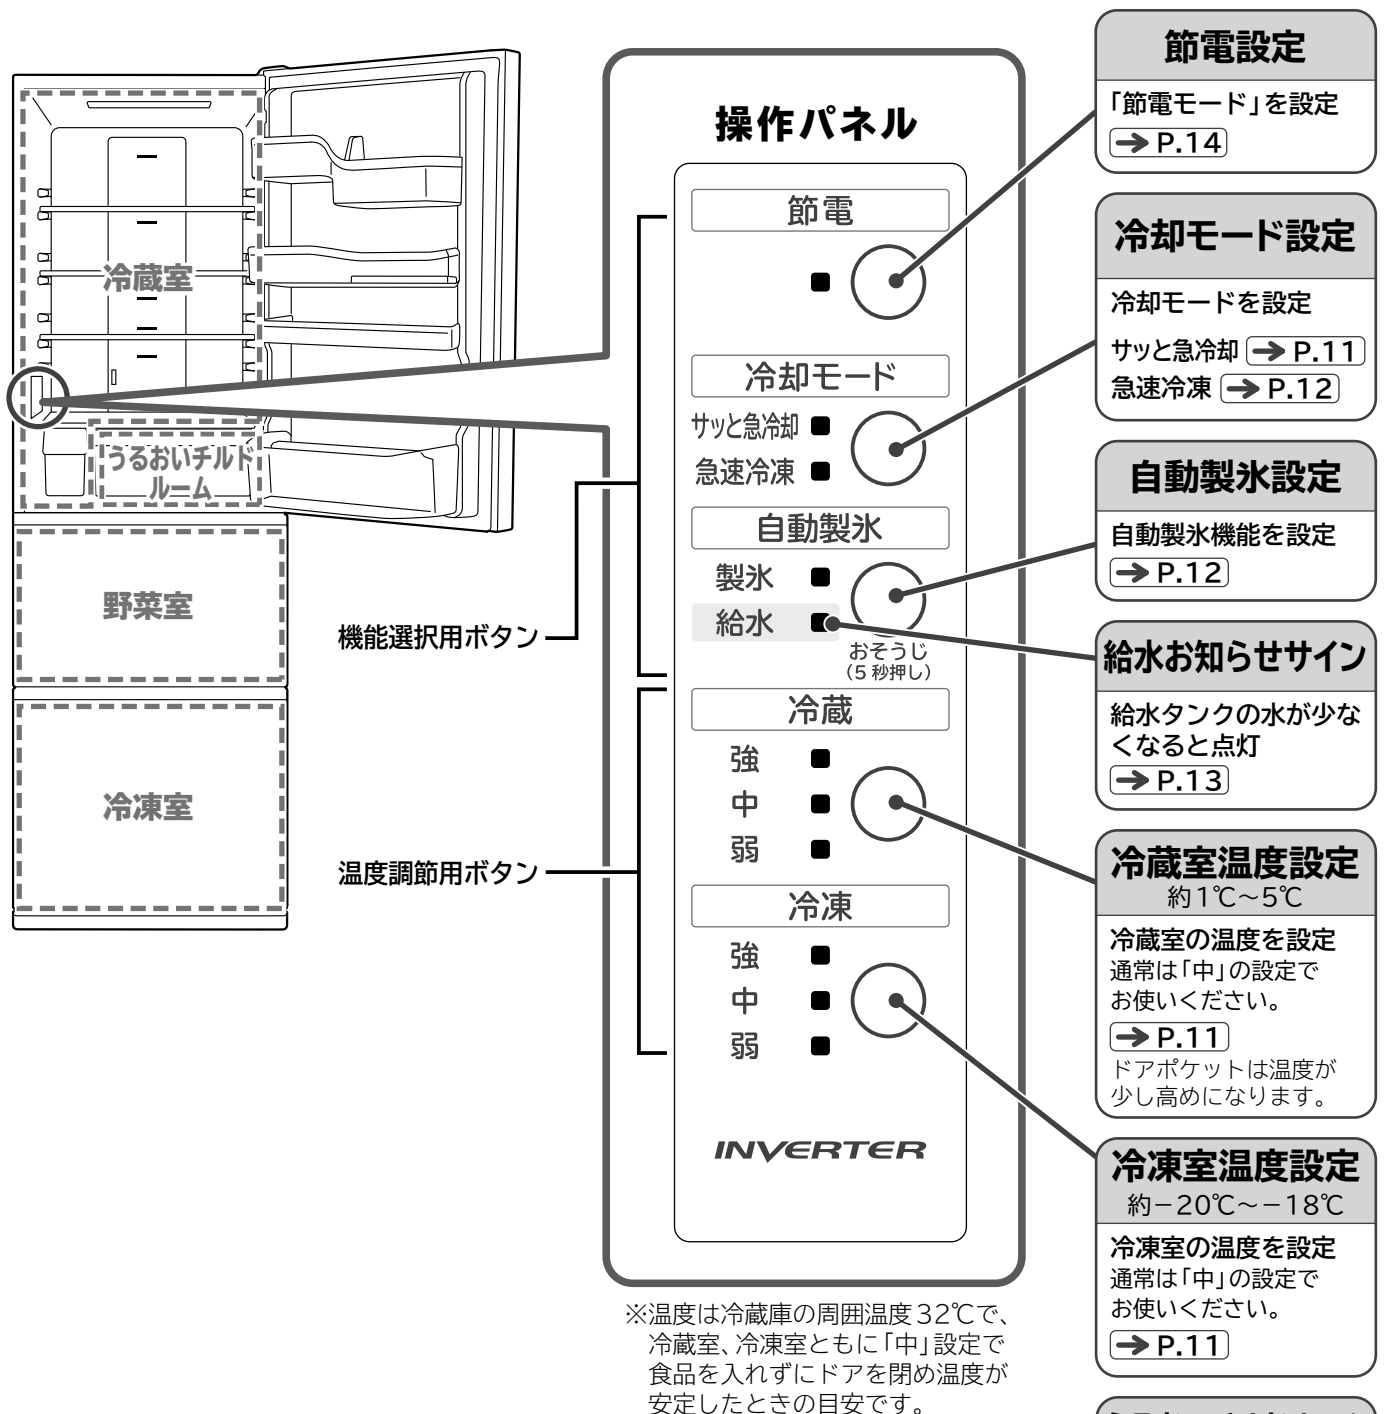 冷蔵室
うるおいチルド
ルーム
野菜室
冷凍室
機能選択用ボタン
温度調節用ボタン
操作パネル
節電
冷却モード
サッと急冷却
急速冷凍
自動製氷
製氷
給水
おそうじ
(5秒押し)
冷蔵
強
中
弱
冷凍
強
中
弱
INVERTER
※温度は冷蔵庫の周囲温度32℃で、
冷蔵室、冷凍室ともに「中」設定で
食品を入れずにドアを閉め温度が
安定したときの目安です。
節電設定
「節電モード」を設定
➔ P.14
冷却モード設定
冷却モードを設定
サッと急冷却 ➔ P.11
急速冷凍 ➔ P.12
自動製氷設定
自動製氷機能を設定
➔ P.12
給水お知らせサイン
給水タンクの水が少な
くなると点灯
➔ P.13
冷蔵室温度設定
約1℃～5℃
冷蔵室の温度を設定
通常は「中」の設定で
お使いください。
➔ P.11
ドアポケットは温度が
少し高めになります。
冷凍室温度設定
約－20℃～－18℃
冷凍室の温度を設定
通常は「中」の設定で
お使いください。
➔ P.11